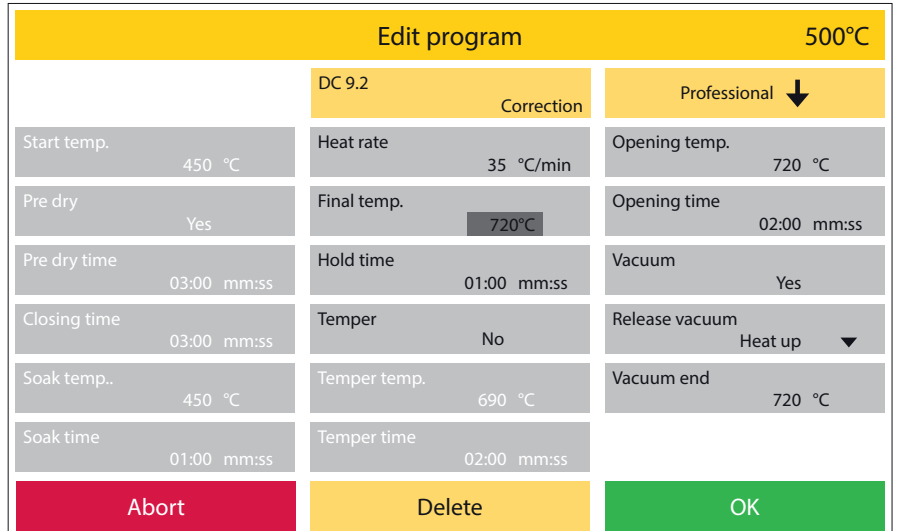 Edit program 500°C
DC 9.2
Correction
Professional
Start temp.
450 °C
Heat rate
35 °C/min
Opening temp.
720 °C
Pre dry
Yes
Final temp.
720°C
Opening time
02:00 mm:ss
Pre dry time
03:00 mm:ss
Hold time
01:00 mm:ss
Vacuum
Yes
Closing time
03:00 mm:ss
Temper
No
Release vacuum
Heat up
Soak temp..
450 °C
Temper temp.
690 °C
Vacuum end
720 °C
Soak time
01:00 mm:ss
Temper time
02:00 mm:ss
Abort
Delete
OK